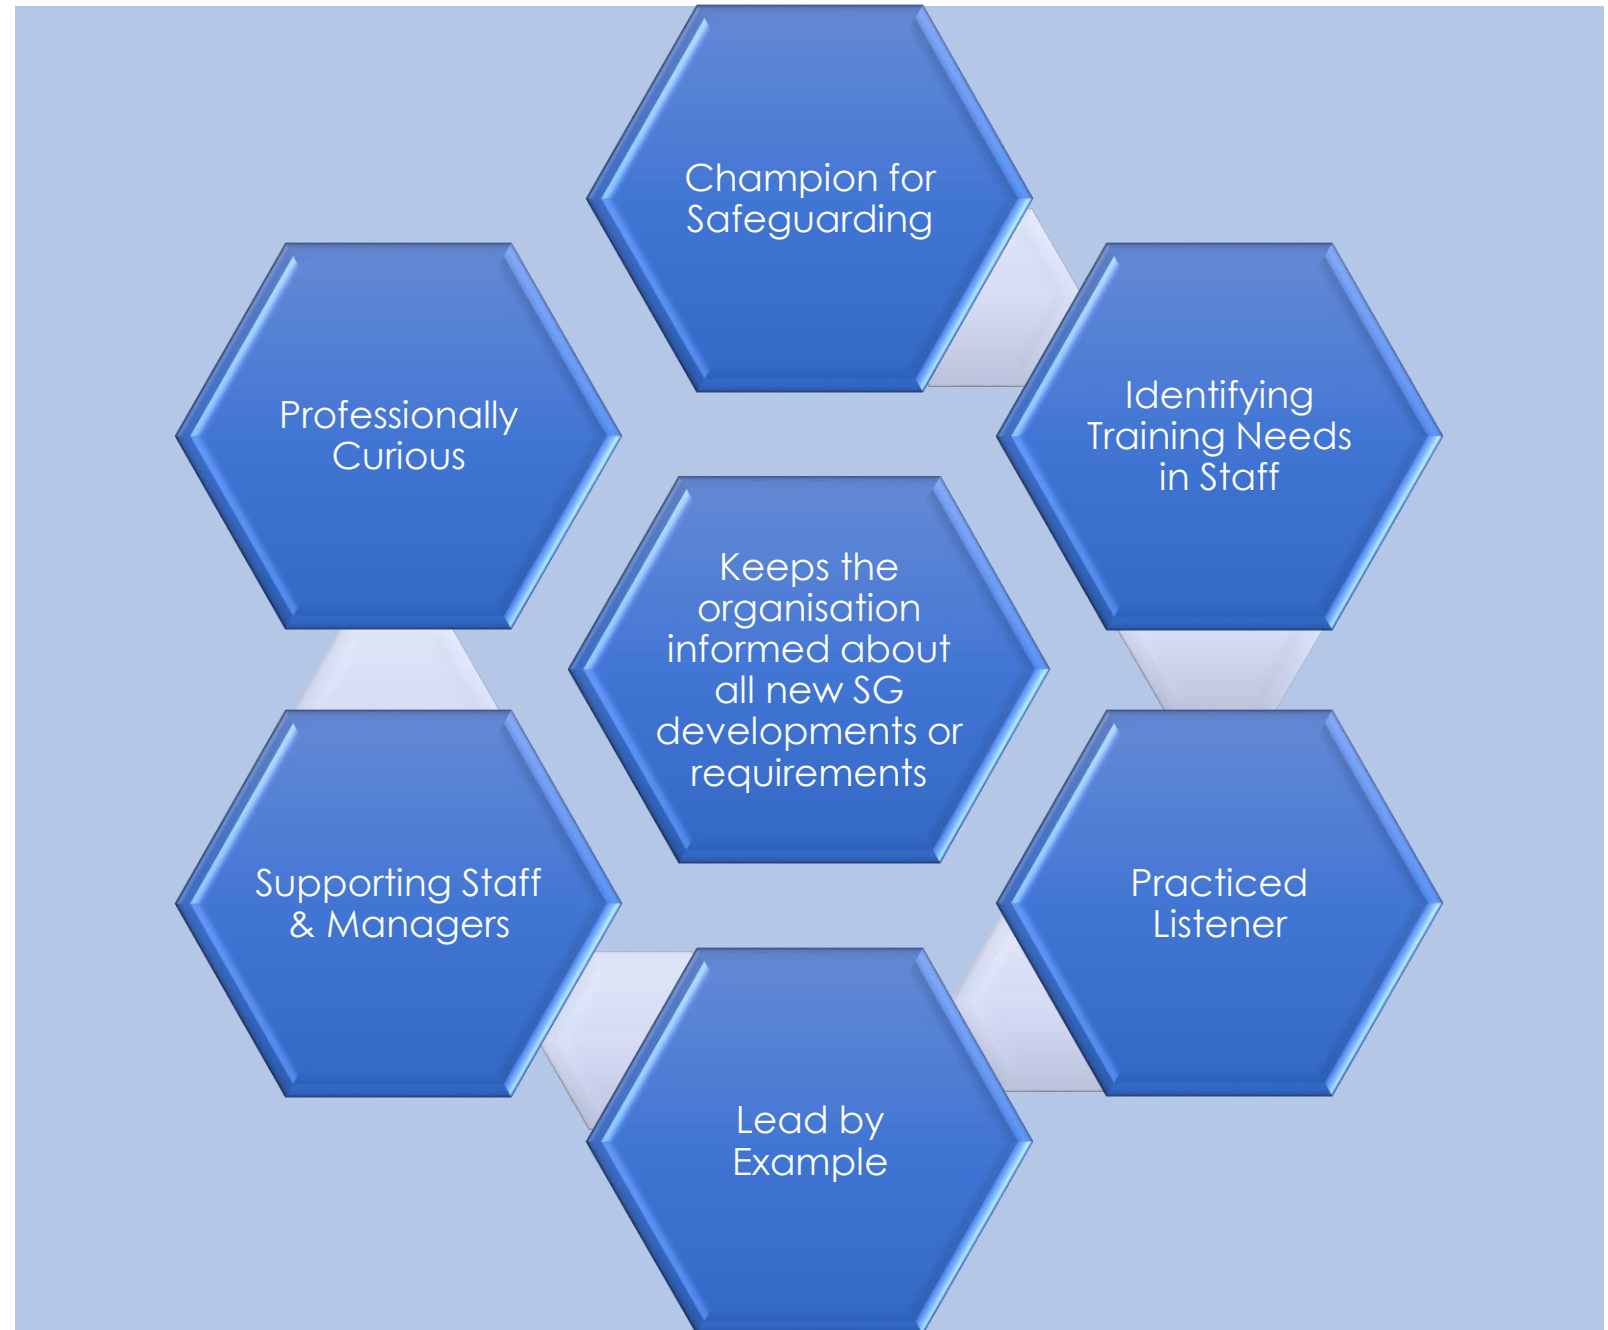 Champion for
Safeguarding
Identifying
Training Needs
in Staff
Practiced
Listener
Lead by
Example
Supporting Staff
& Managers
Professionally
Curious
Keeps the
organisation
informed about
all new SG
developments or
requirements